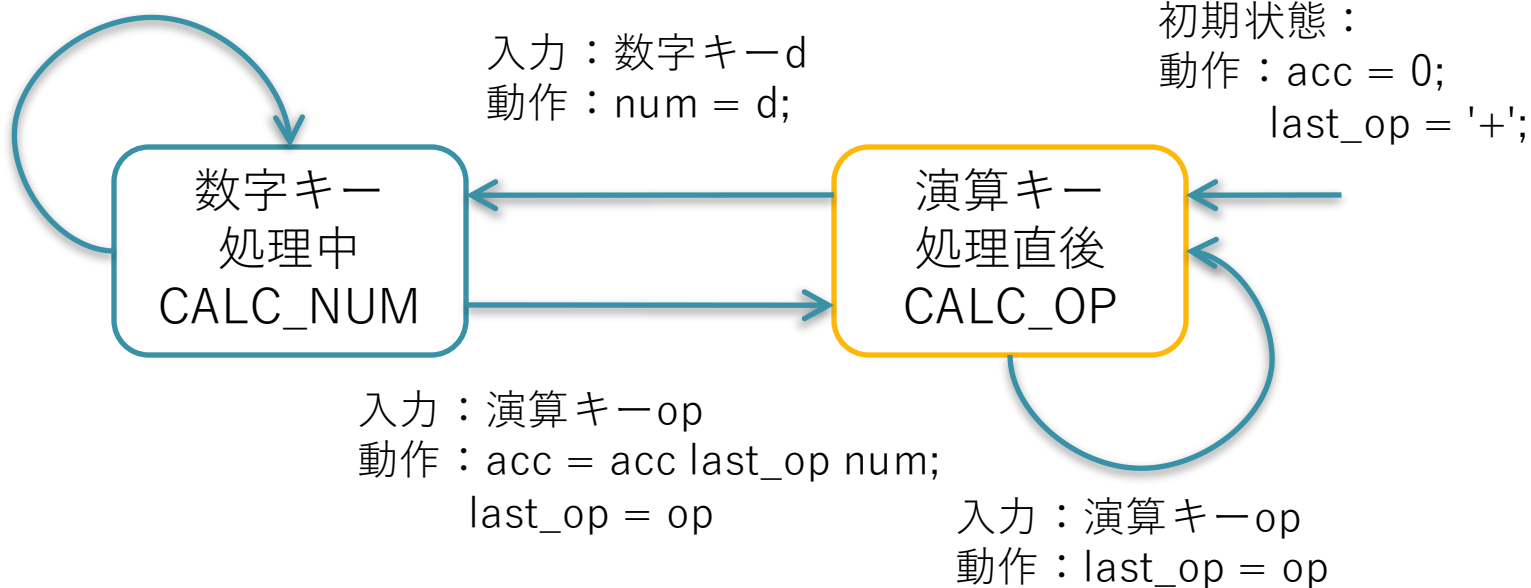 初期状態：
動作：acc = 0;
last_op = '+';
入力：数字キーd
動作：num = d;
数字キー
処理中
CALC_NUM
演算キー
処理直後
CALC_OP
入力：演算キーop
動作：acc = acc last_op num;
last_op = op
入力：演算キーop
動作：last_op = op